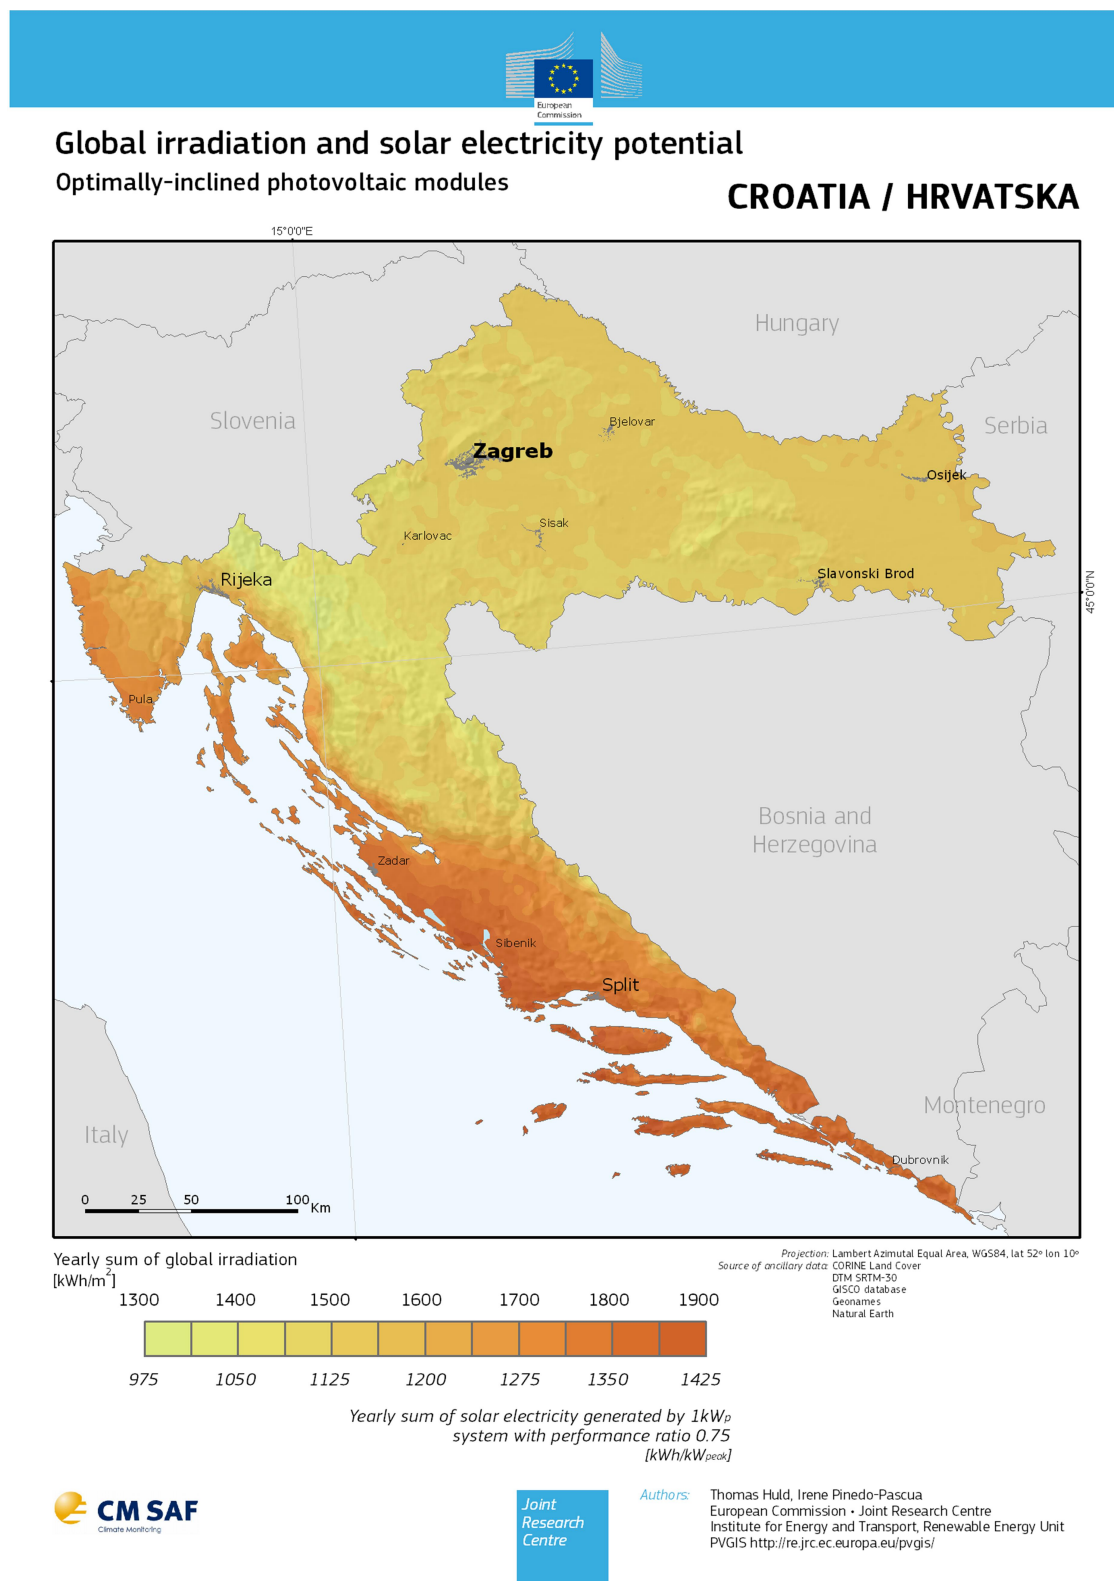 European
Commission
Global irradiation and solar electricity potential
Optimally-inclined photovoltaic modules
CROATIA / HRVATSKA
15°0'0"E
Hungary
Slovenia
Serbia
Bjelovar
Zagreb
Osijek
Sisak
Karlovac
Slavonski Brod
Rijeka
45°0'0"N
Pula
Bosnia and
Herzegovina
Zadar
Sibenik
Split
Montenegro
Italy
Dubrovnik
0 25 50 100 Km
Yearly sum of global irradiation
[kWh/m²]
1300 1400 1500 1600 1700 1800 1900
975 1050 1125 1200 1275 1350 1425
Yearly sum of solar electricity generated by 1kWp
system with performance ratio 0.75
[kWh/kWpeak]
Projection: Lambert Azimutal Equal Area, WGS84, lat 52º lon 10º
Source of ancillary data: CORINE Land Cover
DTM SRTM-30
GISCO database
Geonames
Natural Earth
CM SAF
Climate Monitoring
Joint
Research
Centre
Authors: Thomas Huld, Irene Pinedo-Pascua
European Commission • Joint Research Centre
Institute for Energy and Transport, Renewable Energy Unit
PVGIS http://re.jrc.ec.europa.eu/pvgis/